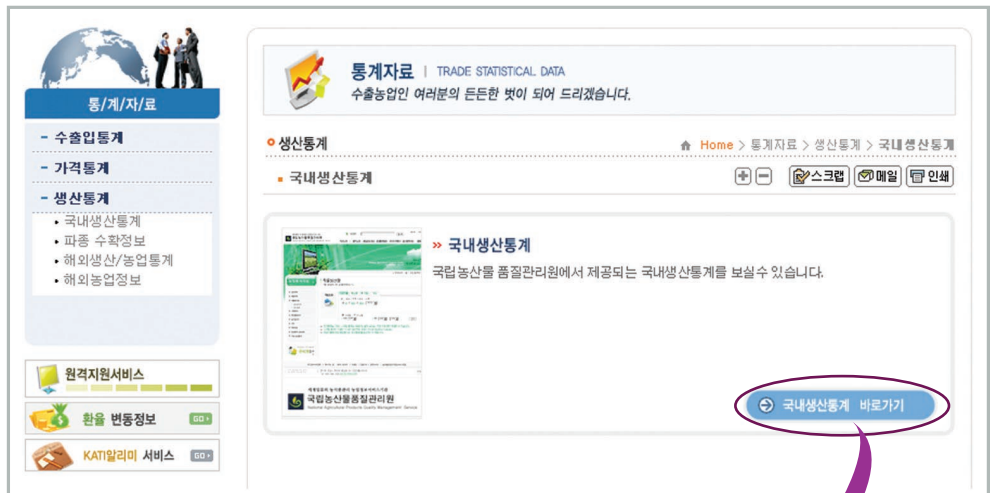 통/계/자/료
- 수출입통계
- 가격통계
- 생산통계
• 국내생산통계
• 파종 수확정보
• 해외생산/농업통계
• 해외농업정보
원격지원서비스
환율 변동정보 GO
KATI알리미 서비스 GO
통계자료 | TRADE STATISTICAL DATA
수출농업인 여러분의 든든한 벗이 되어 드리겠습니다.
생산통계
Home > 통계자료 > 생산통계 > 국내생산통계
국내생산통계
스크랩 메일 인쇄
» 국내생산통계
국립농산물 품질관리원에서 제공되는 국내생산통계를 보실수 있습니다.
국립농산물품질관리원
National Agricultural Products Quality Management Service
국내생산통계 바로가기